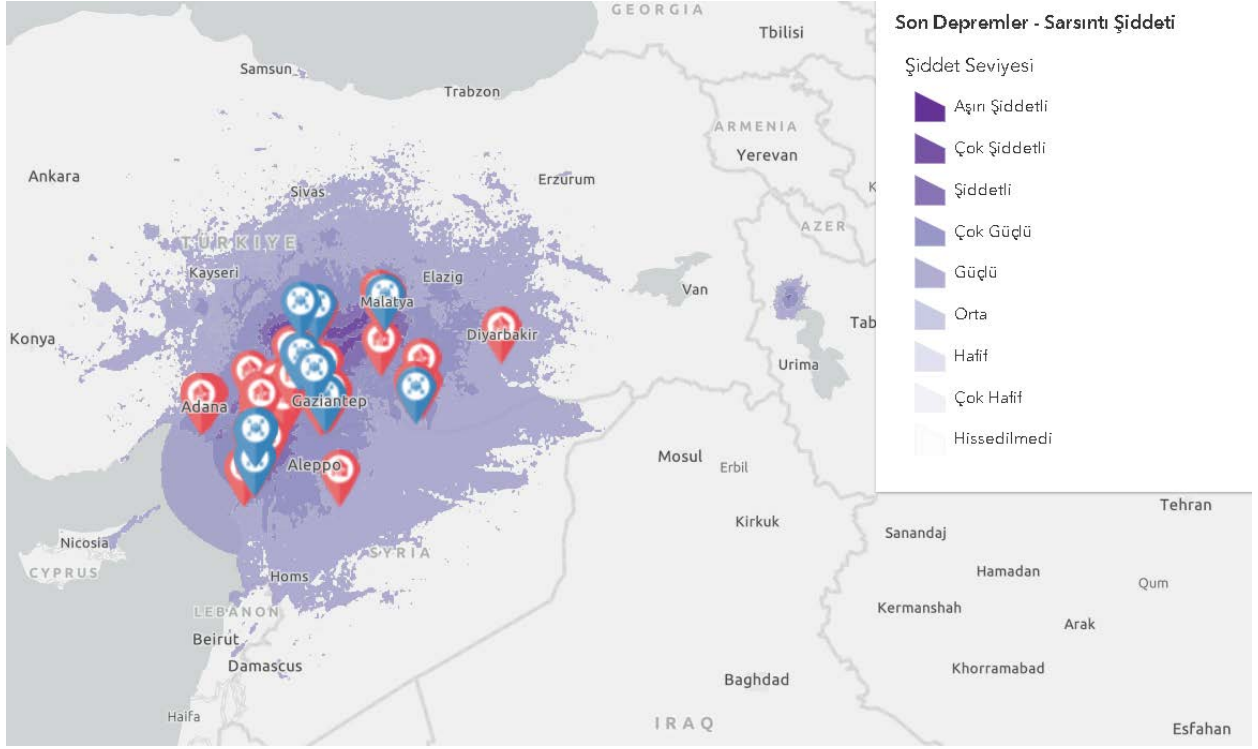 GEORGIA
Tbilisi
Samsun
Trabzon
ARMENIA
Yerevan
Ankara
Erzurum
Sivas
K
AZER
TÜRKIYE
Kayseri
Elazig
Van
Malatya
Konya
Diyarbakir
Tab
Urima
Adana
Gaziantep
Aleppo
Mosul
Erbil
Kirkuk
Nicosia
CYPRUS
SYRIA
Homs
LEBANON
Beirut
Damascus
Haifa
Baghdad
IRAQ
Tehran
Sanandaj
Hamadan
Qum
Kermanshah
Arak
Khorramabad
Esfahan
Son Depremler - Sarsıntı Şiddeti
Şiddet Seviyesi
Aşırı Şiddetli
Çok Şiddetli
Şiddetli
Çok Güçlü
Güçlü
Orta
Hafif
Çok Hafif
Hissedilmedi